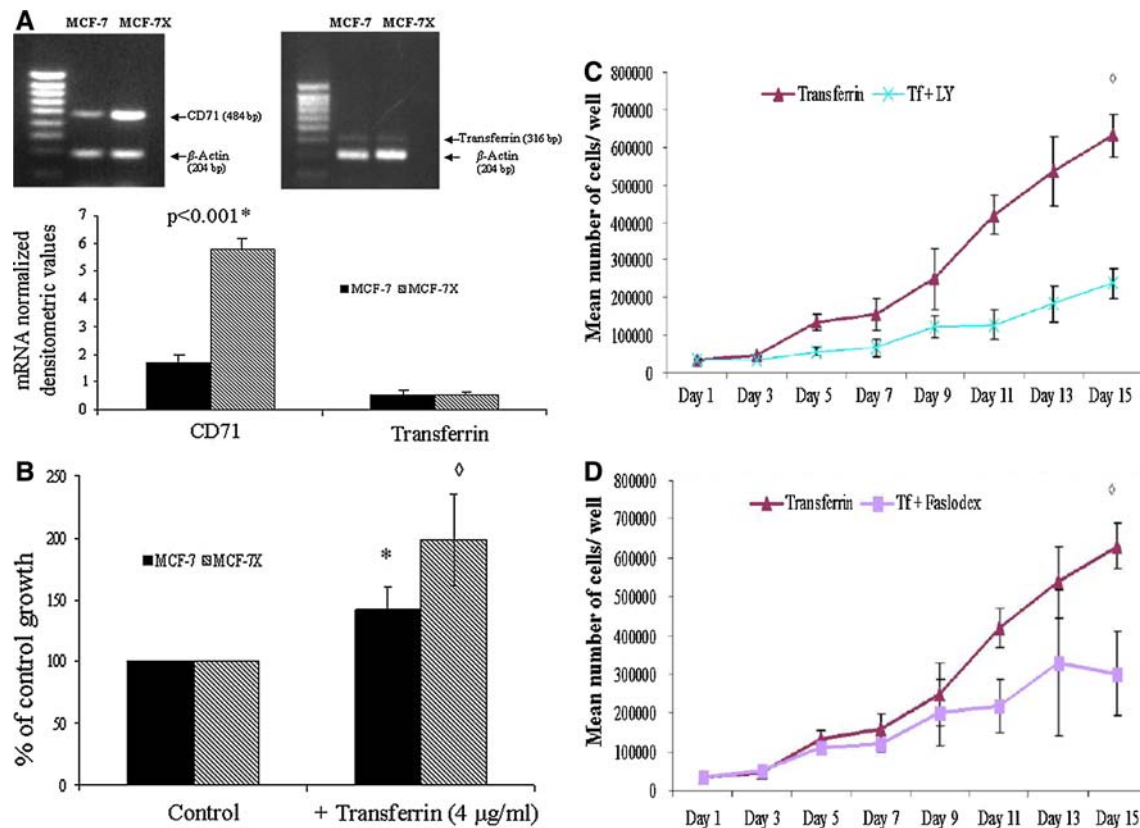 A
MCF-7 MCF-7X
CD71 (484 bp)
β-Actin
(204 bp)
MCF-7 MCF-7X
Transferrin (316 bp)
β-Actin
(204 bp)
mRNA normalized
densitometric values
7
6
5
4
3
2
1
0
p<0.001*
MCF-7 MCF-7X
CD71 Transferrin
B
% of control growth
250
200
150
100
50
0
MCF-7 MCF-7X
*
◊
Control + Transferrin (4 µg/ml)
C
Mean number of cells/ well
800000
700000
600000
500000
400000
300000
200000
100000
0
Transferrin Tf + LY
◊
Day 1 Day 3 Day 5 Day 7 Day 9 Day 11 Day 13 Day 15
D
Mean number of cells/ well
800000
700000
600000
500000
400000
300000
200000
100000
0
Transferrin Tf + Faslodex
◊
Day 1 Day 3 Day 5 Day 7 Day 9 Day 11 Day 13 Day 15